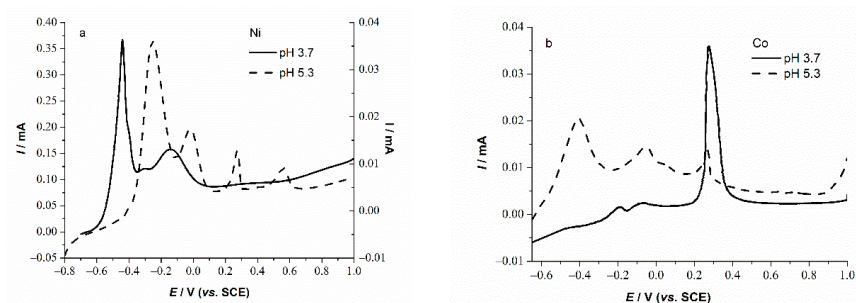 a
Ni
pH 3.7
pH 5.3
I / mA
0.40
0.35
0.30
0.25
0.20
0.15
0.10
0.05
0.00
-0.05
0.04
0.03
0.02
0.01
0.00
-0.01
I / mA
-0.8 -0.6 -0.4 -0.2 0.0 0.2 0.4 0.6 0.8 1.0
E / V (vs. SCE)
b
Co
pH 3.7
pH 5.3
I / mA
0.04
0.03
0.02
0.01
0.00
-0.01
-0.6 -0.4 -0.2 0.0 0.2 0.4 0.6 0.8 1.0
E / V (vs. SCE)